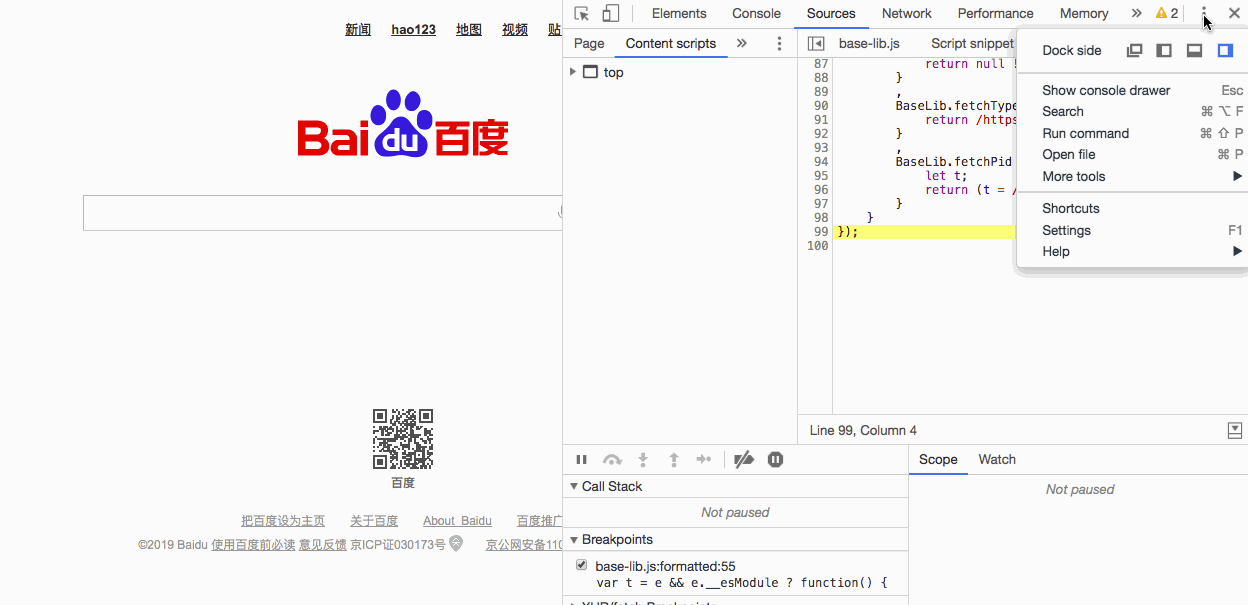 新闻 hao123 地图 视频 贴
Bai du 百度
百度
把百度设为主页 关于百度 About Baidu 百度推广
©2019 Baidu 使用百度前必读 意见反馈 京ICP证030173号 京公网安备110
Elements Console Sources Network Performance Memory » 2
Page Content scripts »
top
base-lib.js Script snippet
87 return null !
88 }
89 ,
90 BaseLib.fetchType
91 return /https
92 }
93 ,
94 BaseLib.fetchPid
95 let t;
96 return (t = /
97 }
98 }
99 });
100
Line 99, Column 4
Dock side
Show console drawer Esc
Search ⌘ ⌥ F
Run command ⌘ ⇧ P
Open file ⌘ P
More tools
Shortcuts
Settings F1
Help
Call Stack
Not paused
Breakpoints
base-lib.js:formatted:55
var t = e && e.__esModule ? function() {
XHR/fetch Breakpoints
Scope Watch
Not paused